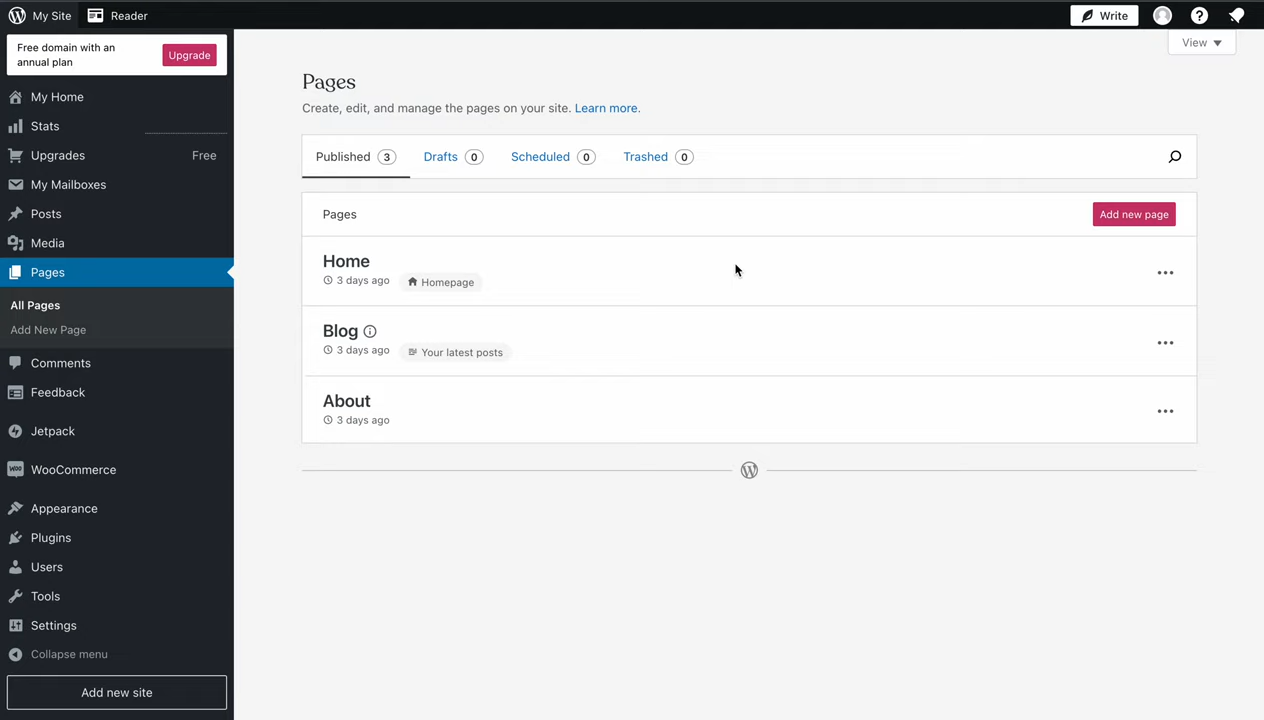 My Site
Reader
Write
Free domain with an
annual plan
Upgrade
View
My Home
Stats
Upgrades
Free
My Mailboxes
Posts
Media
Pages
All Pages
Add New Page
Comments
Feedback
Jetpack
WooCommerce
Appearance
Plugins
Users
Tools
Settings
Collapse menu
Add new site
Pages
Create, edit, and manage the pages on your site. Learn more.
Published 3 Drafts 0 Scheduled 0 Trashed 0
Pages
Add new page
Home
3 days ago Homepage
Blog
3 days ago Your latest posts
About
3 days ago